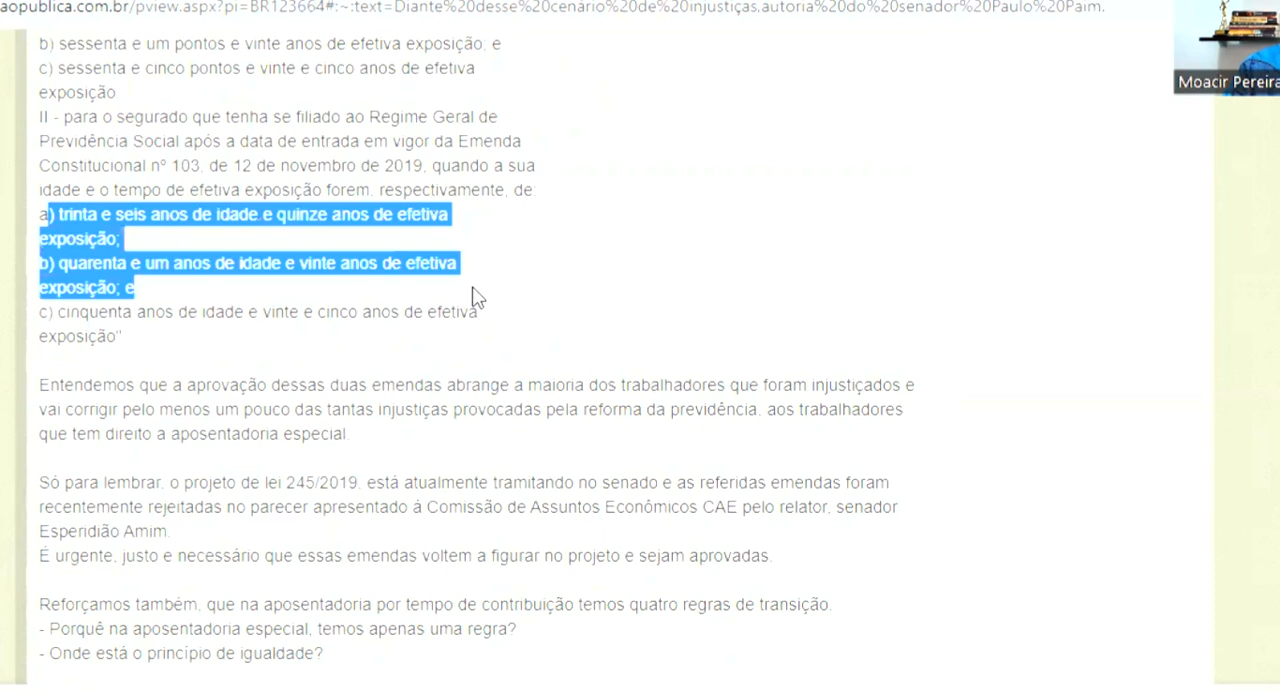 aopublica.com.br/pview.aspx?pi=BR123664#:~:text=Diante%20desse%20cenário%20de%20injustiças,autoria%20do%20senador%20Paulo%20Paim.
Moacir Pereira
b) sessenta e um pontos e vinte anos de efetiva exposição; e
c) sessenta e cinco pontos e vinte e cinco anos de efetiva
exposição
II - para o segurado que tenha se filiado ao Regime Geral de
Previdência Social após a data de entrada em vigor da Emenda
Constitucional nº 103, de 12 de novembro de 2019, quando a sua
idade e o tempo de efetiva exposição forem, respectivamente, de:
a) trinta e seis anos de idade e quinze anos de efetiva
exposição;
b) quarenta e um anos de idade e vinte anos de efetiva
exposição; e
c) cinquenta anos de idade e vinte e cinco anos de efetiva
exposição"
Entendemos que a aprovação dessas duas emendas abrange a maioria dos trabalhadores que foram injustiçados e
vai corrigir pelo menos um pouco das tantas injustiças provocadas pela reforma da previdência, aos trabalhadores
que tem direito a aposentadoria especial.
Só para lembrar, o projeto de lei 245/2019, está atualmente tramitando no senado e as referidas emendas foram
recentemente rejeitadas no parecer apresentado á Comissão de Assuntos Econômicos CAE pelo relator, senador
Esperidião Amim.
É urgente, justo e necessário que essas emendas voltem a figurar no projeto e sejam aprovadas.
Reforçamos também, que na aposentadoria por tempo de contribuição temos quatro regras de transição.
- Porquê na aposentadoria especial, temos apenas uma regra?
- Onde está o princípio de igualdade?